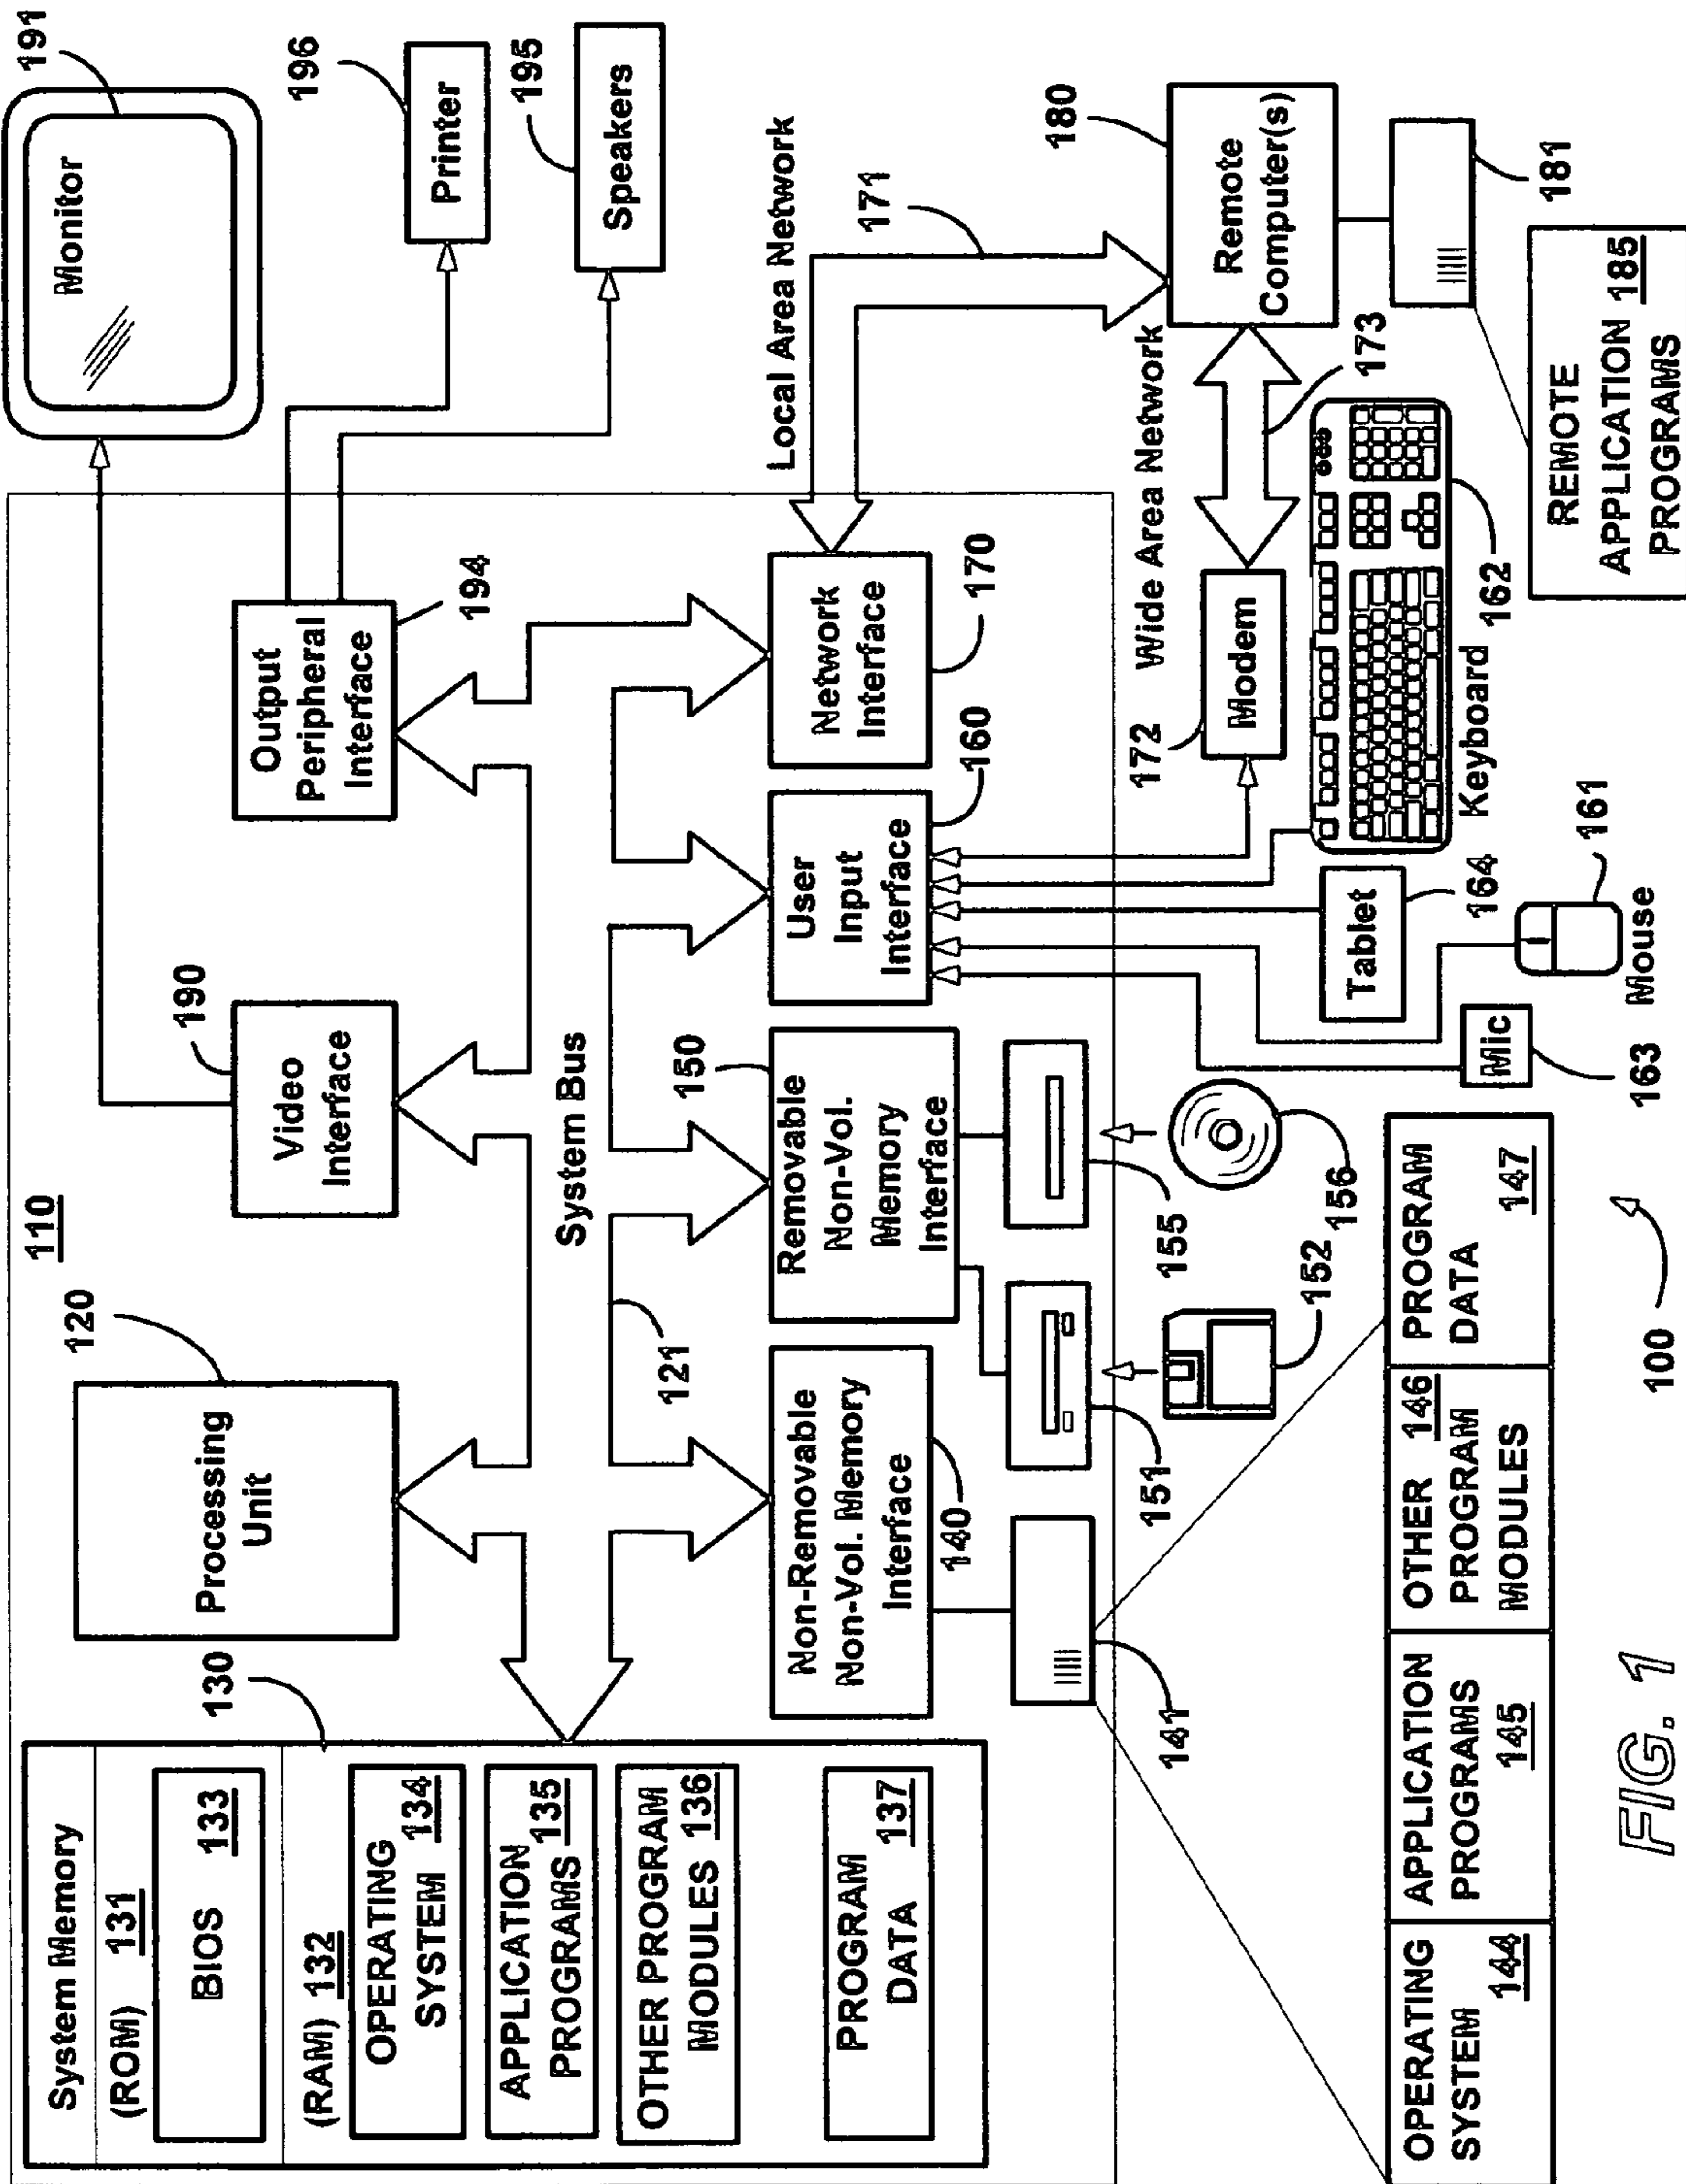 System Memory
(ROM) 131
BIOS 133
(RAM) 132
OPERATING
SYSTEM 134
APPLICATION
PROGRAMS 135
OTHER PROGRAM
MODULES 136
PROGRAM
DATA 137
130
110
120
Processing
Unit
190
Video
Interface
Output
Peripheral
Interface
194
Monitor
191
196
Printer
195
Speakers
System Bus
121
Non-Removable
Non-Vol. Memory
Interface
140
150
Removable
Non-Vol.
Memory
Interface
User
Input
Interface
160
Network
Interface
170
Local Area Network
171
141
151
152
155
156
172
Wide Area Network
Modem
173
180
Remote
Computer(s)
181
REMOTE
APPLICATION 185
PROGRAMS
163
Mic
Mouse
161
Tablet
164
Keyboard
162
OPERATING
SYSTEM
144
APPLICATION
PROGRAMS
145
OTHER 146
PROGRAM
MODULES
PROGRAM
DATA
147
100
FIG. 1